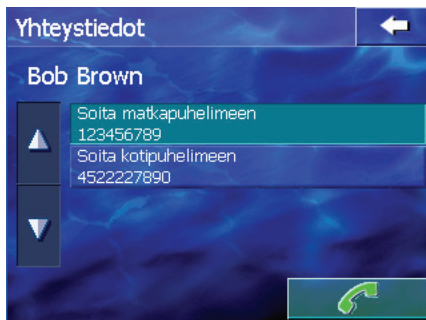 Yhteystiedot
Bob Brown
Soita matkapuhelimeen
123456789
Soita kotipuhelimeen
4522227890